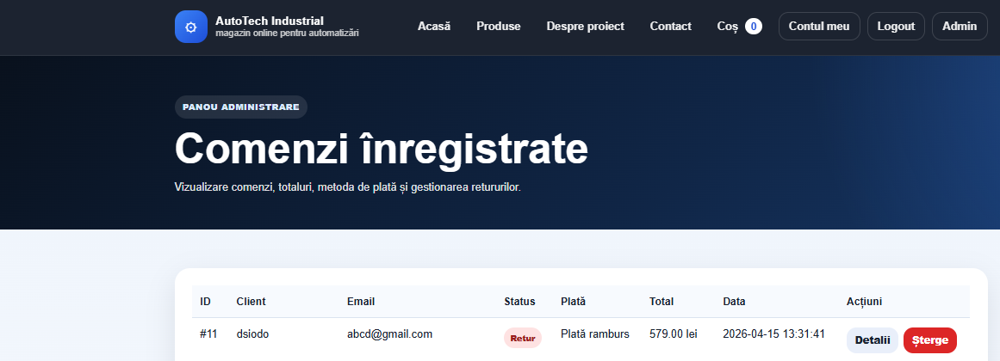 AutoTech Industrial
magazin online pentru automatizări
Acasă Produse Despre proiect Contact Coș 0 Contul meu Logout Admin
PANOU ADMINISTRARE
Comenzi înregistrate
Vizualizare comenzi, totaluri, metoda de plată și gestionarea retururilor.
ID Client Email Status Plată Total Data Acțiuni
#11 dsiodo abcd@gmail.com Retur Plată ramburs 579.00 lei 2026-04-15 13:31:41 Detalii Șterge